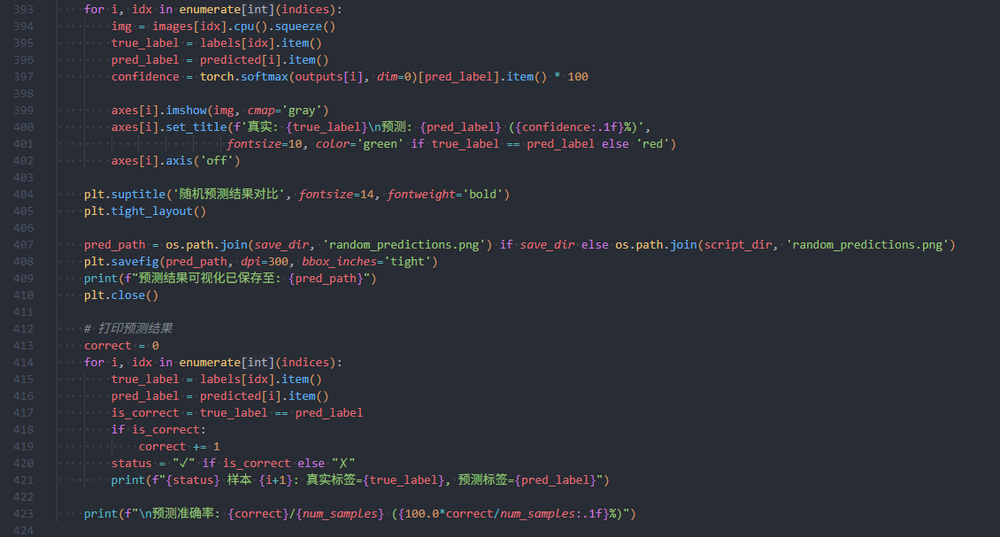 393 for i, idx in enumerate[int](indices):
394 img = images[idx].cpu().squeeze()
395 true_label = labels[idx].item()
396 pred_label = predicted[i].item()
397 confidence = torch.softmax(outputs[i], dim=0)[pred_label].item() * 100
398
399 axes[i].imshow(img, cmap='gray')
400 axes[i].set_title(f'真实: {true_label}\n预测: {pred_label} ({confidence:.1f}%)',
401 fontsize=10, color='green' if true_label == pred_label else 'red')
402 axes[i].axis('off')
403
404 plt.suptitle('随机预测结果对比', fontsize=14, fontweight='bold')
405 plt.tight_layout()
406
407 pred_path = os.path.join(save_dir, 'random_predictions.png') if save_dir else os.path.join(script_dir, 'random_predictions.png')
408 plt.savefig(pred_path, dpi=300, bbox_inches='tight')
409 print(f"预测结果可视化已保存至: {pred_path}")
410 plt.close()
411
412 # 打印预测结果
413 correct = 0
414 for i, idx in enumerate[int](indices):
415 true_label = labels[idx].item()
416 pred_label = predicted[i].item()
417 is_correct = true_label == pred_label
418 if is_correct:
419 correct += 1
420 status = "✓" if is_correct else "✗"
421 print(f"{status} 样本 {i+1}: 真实标签={true_label}, 预测标签={pred_label}")
422
423 print(f"\n预测准确率: {correct}/{num_samples} ({100.0*correct/num_samples:.1f}%)")
424